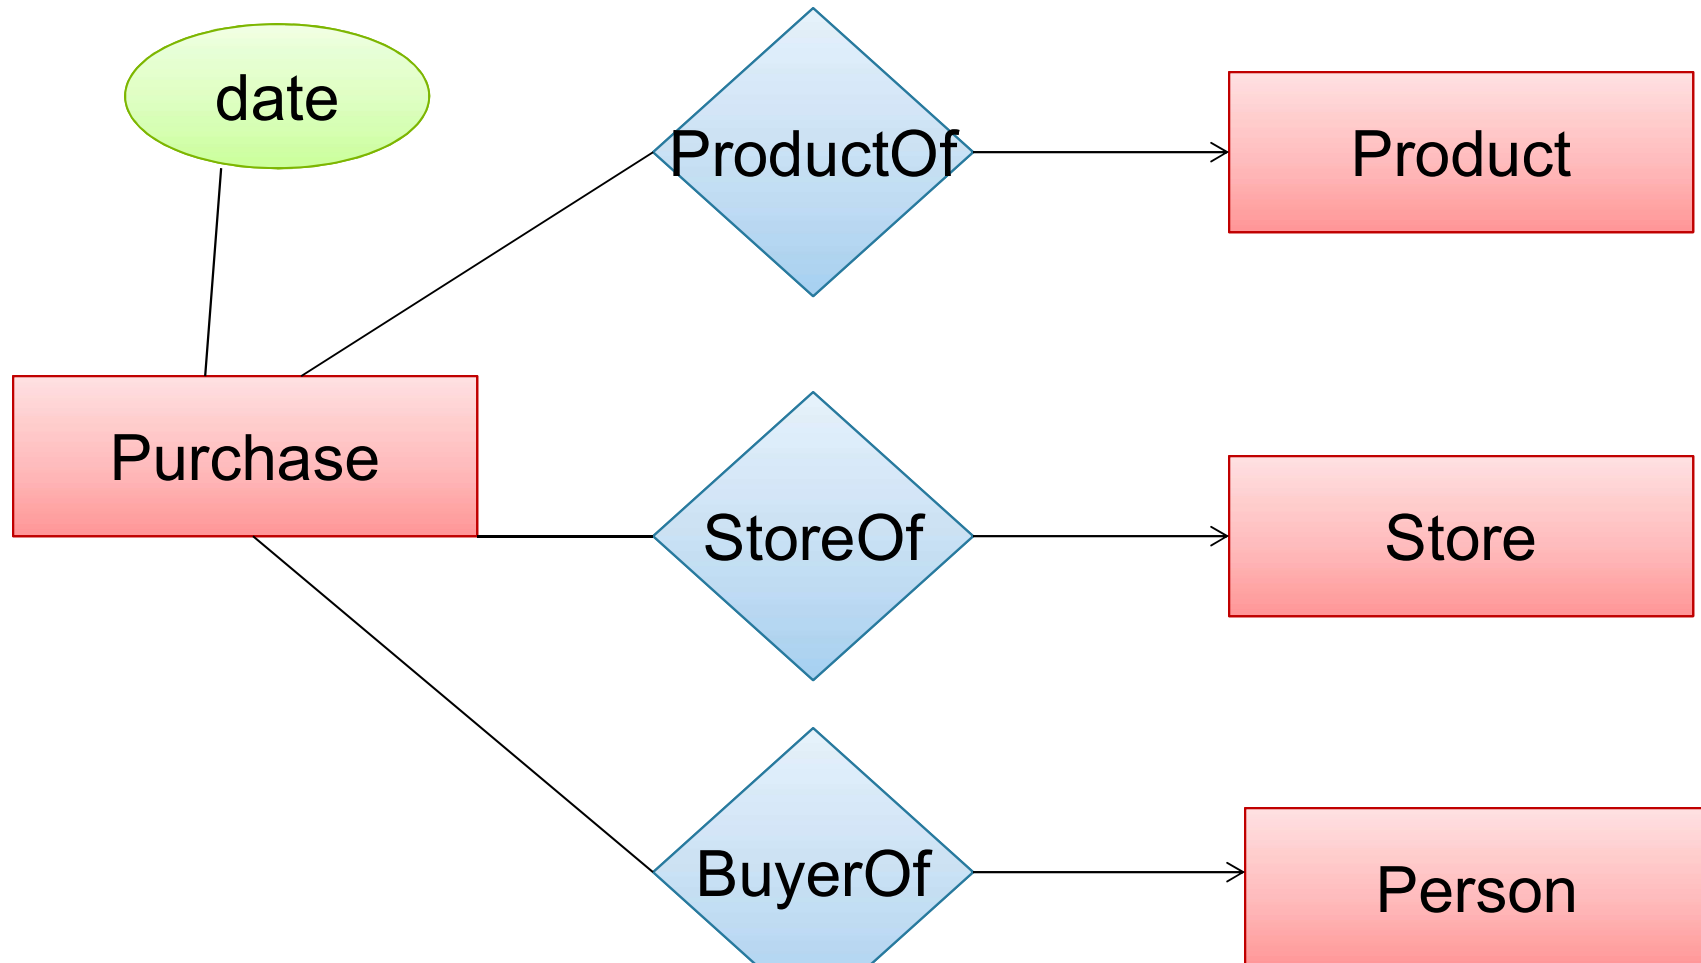 date
ProductOf
Product
Purchase
StoreOf
Store
BuyerOf
Person